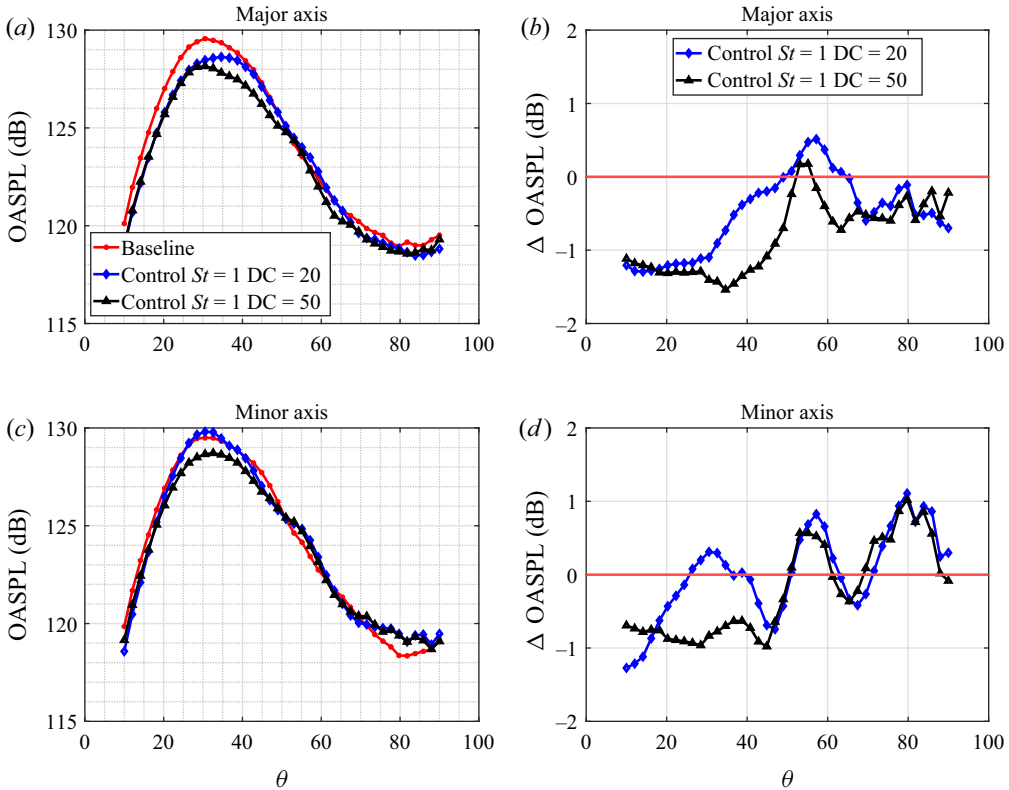 (a)
Major axis
130
125
120
115
OASPL (dB)
Baseline
Control St = 1 DC = 20
Control St = 1 DC = 50
0
20
40
60
80
100
(b)
Major axis
2
1
0
–1
–2
Δ OASPL (dB)
Control St = 1 DC = 20
Control St = 1 DC = 50
0
20
40
60
80
100
(c)
Minor axis
130
125
120
115
OASPL (dB)
0
20
40
60
80
100
θ
(d)
Minor axis
2
1
0
–1
–2
Δ OASPL (dB)
0
20
40
60
80
100
θ